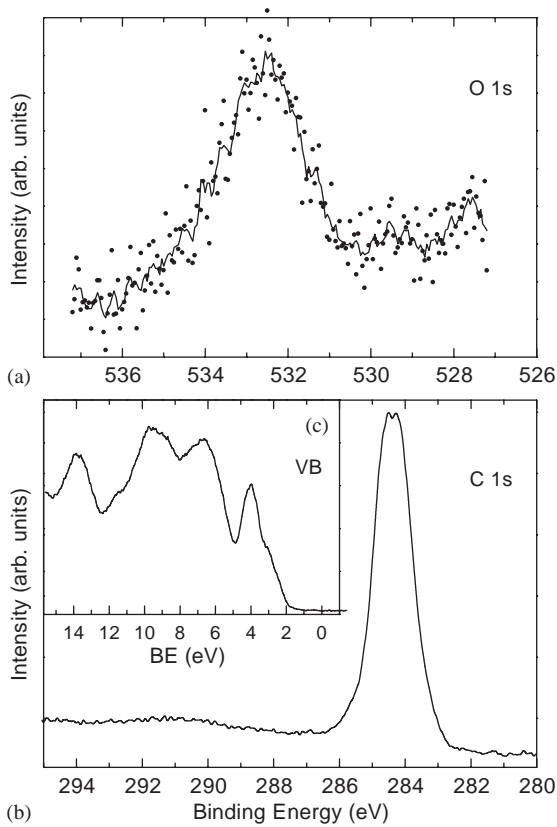 O 1s
Intensity (arb. units)
(a)
536 534 532 530 528 526
(c)
VB
C 1s
Intensity (arb. units)
14 12 10 8 6 4 2 0
BE (eV)
294 292 290 288 286 284 282 280
(b)
Binding Energy (eV)